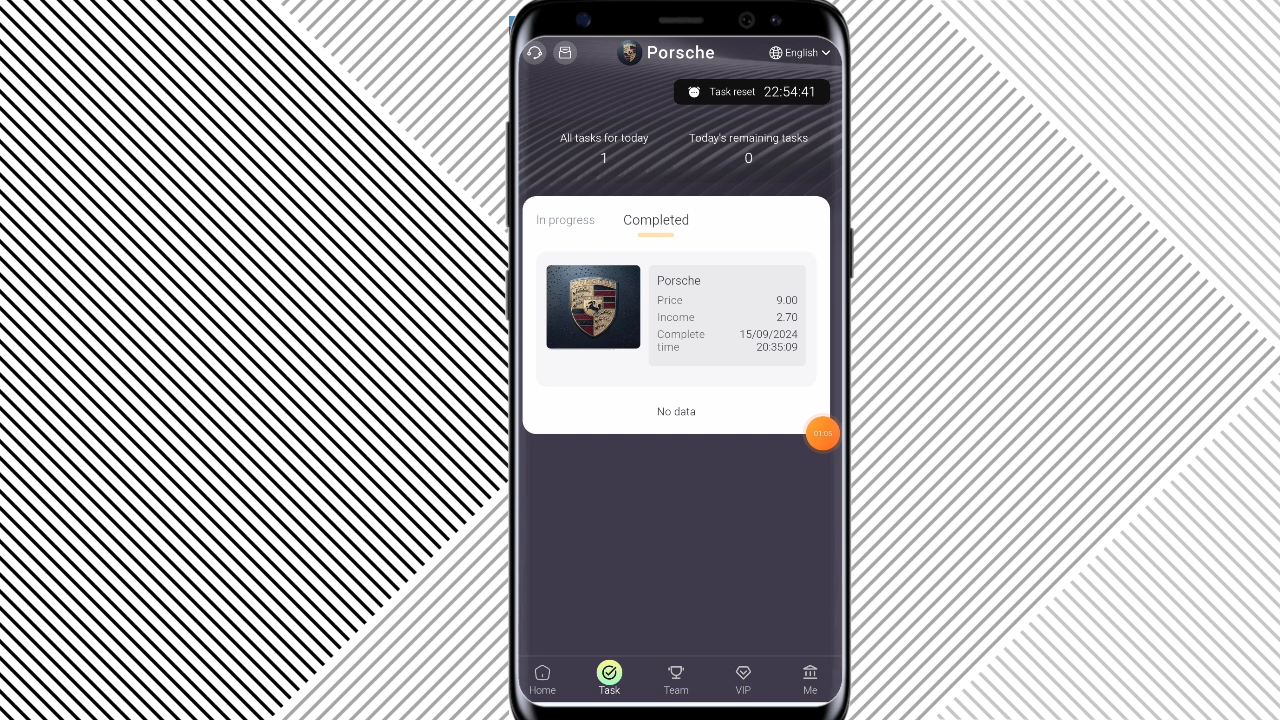 Porsche
English
Task reset 22:54:41
All tasks for today
Today's remaining tasks
1
0
In progress
Completed
Porsche
Price 9.00
Income 2.70
Complete time 15/09/2024 20:35:09
No data
01:05
Home
Task
Team
VIP
Me